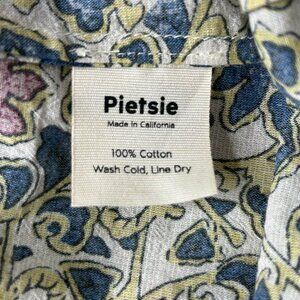 Pietsie
Made in California
100% Cotton
Wash Cold, Line Dry